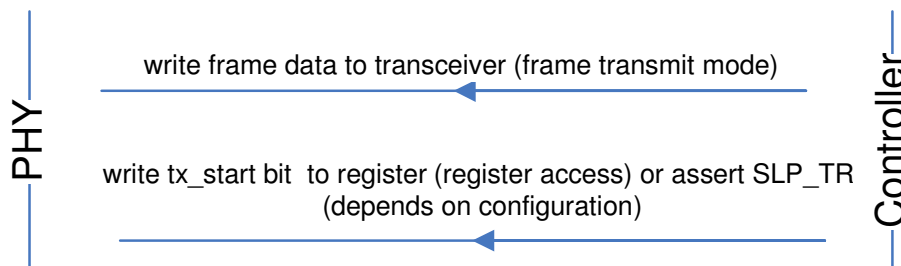 PHY
write frame data to transceiver (frame transmit mode)
write tx_start bit to register (register access) or assert SLP_TR
(depends on configuration)
Controller